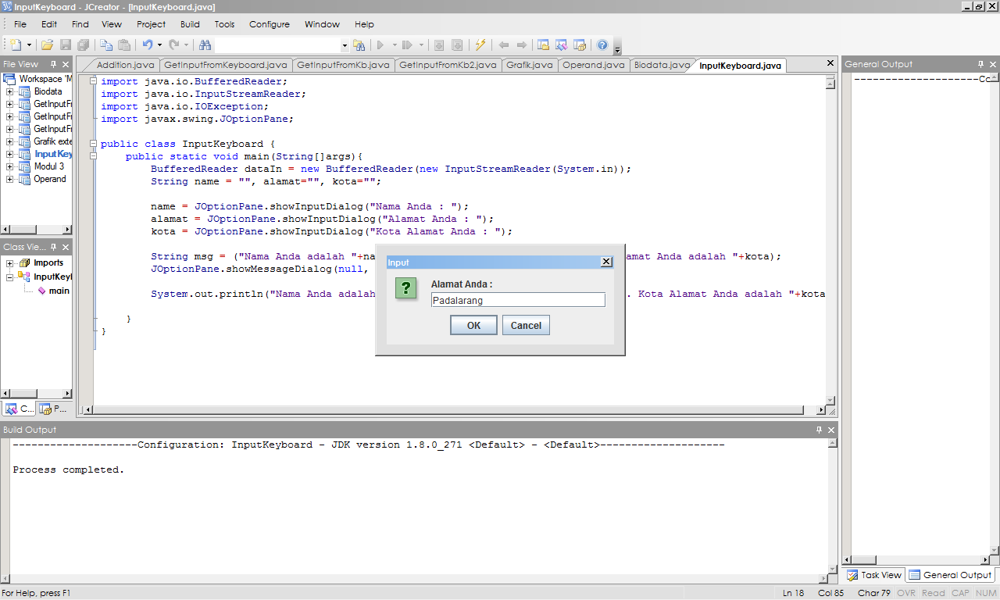 InputKeyboard - JCreator - [InputKeyboard.java]
File Edit Find View Project Build Tools Configure Window Help
File View
Workspace 'M
Biodata
GetInputFr
GetInputFr
GetInputFr
Grafik exte
InputKey
Modul 3
Operand
Class Vie...
Imports
InputKeyl
main
C...
P...
Addition.java GetInputFromKeyboard.java GetInputFromKb.java GetInputFromKb2.java Grafik.java Operand.java Biodata.java InputKeyboard.java
import java.io.BufferedReader;
import java.io.InputStreamReader;
import java.io.IOException;
import javax.swing.JOptionPane;
public class InputKeyboard {
public static void main(String[]args){
BufferedReader dataIn = new BufferedReader(new InputStreamReader(System.in));
String name = "", alamat="", kota="";
name = JOptionPane.showInputDialog("Nama Anda : ");
alamat = JOptionPane.showInputDialog("Alamat Anda : ");
kota = JOptionPane.showInputDialog("Kota Alamat Anda : ");
String msg = ("Nama Anda adalah "+na amat Anda adalah "+kota);
JOptionPane.showMessageDialog(null,
System.out.println("Nama Anda adalah . Kota Alamat Anda adalah "+kota
}
}
Input
?
Alamat Anda :
Padalarang
OK Cancel
General Output
--------------------Co
Build Output
--------------------Configuration: InputKeyboard - JDK version 1.8.0_271 <Default> - <Default>--------------------
Process completed.
Task View General Output
For Help, press F1
Ln 18 Col 85 Char 79 OVR Read CAP NUM